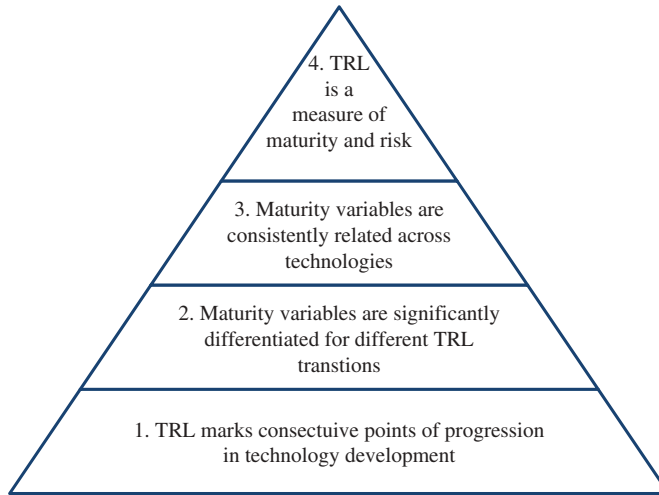 4. TRL
is a
measure of
maturity and risk
3. Maturity variables are
consistently related across
technologies
2. Maturity variables are significantly
differentiated for different TRL
transtions
1. TRL marks consectuive points of progression
in technology development